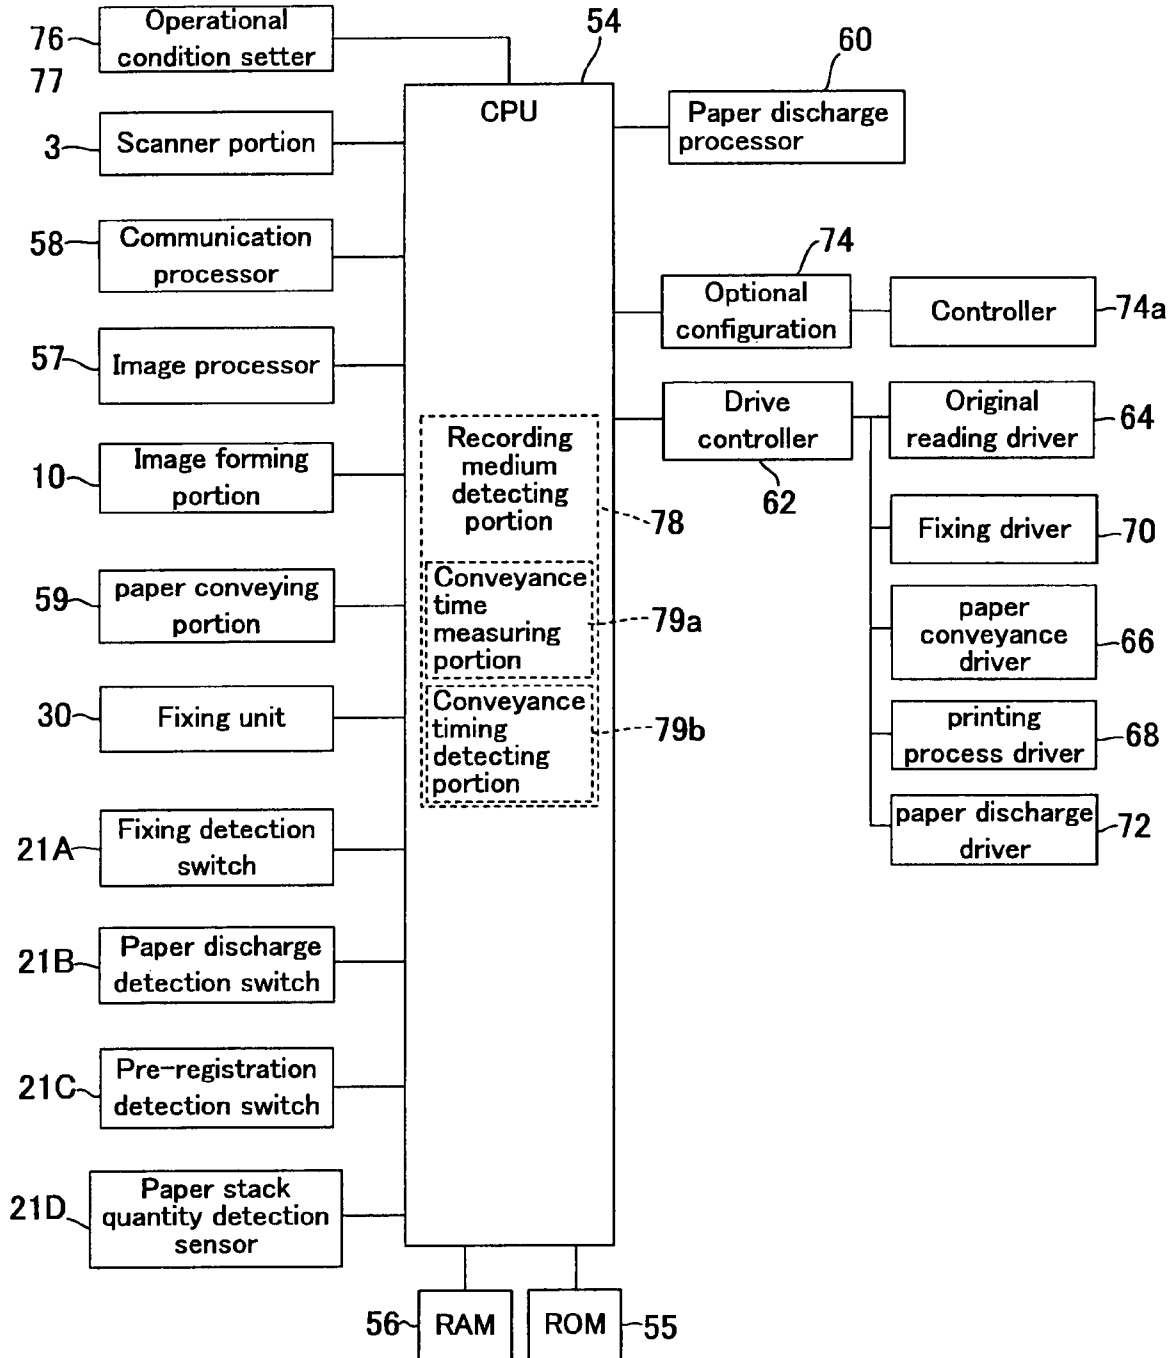 76
77
Operational
condition setter
54
CPU
60
Paper discharge
processor
3
Scanner portion
58
Communication
processor
74
Optional
configuration
Controller
74a
57
Image processor
Drive
controller
62
Original
reading driver
64
10
Image forming
portion
Recording
medium
detecting
portion
78
Fixing driver
70
59
paper conveying
portion
Conveyance
time
measuring
portion
79a
paper
conveyance
driver
66
30
Fixing unit
Conveyance
timing
detecting
portion
79b
printing
process driver
68
21A
Fixing detection
switch
paper discharge
driver
72
21B
Paper discharge
detection switch
21C
Pre-registration
detection switch
21D
Paper stack
quantity detection
sensor
56
RAM
ROM
55